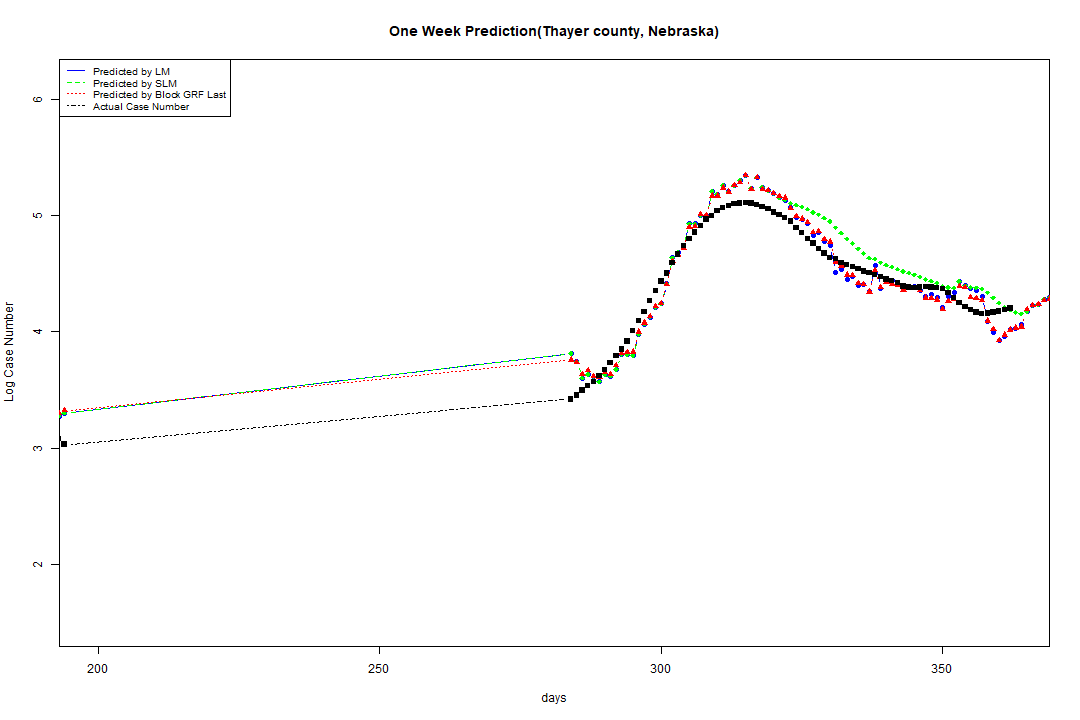 One Week Prediction(Thayer county, Nebraska)
Predicted by LM
Predicted by SLM
Predicted by Block GRF Last
Actual Case Number
6
5
4
3
2
Log Case Number
200
250
300
350
days